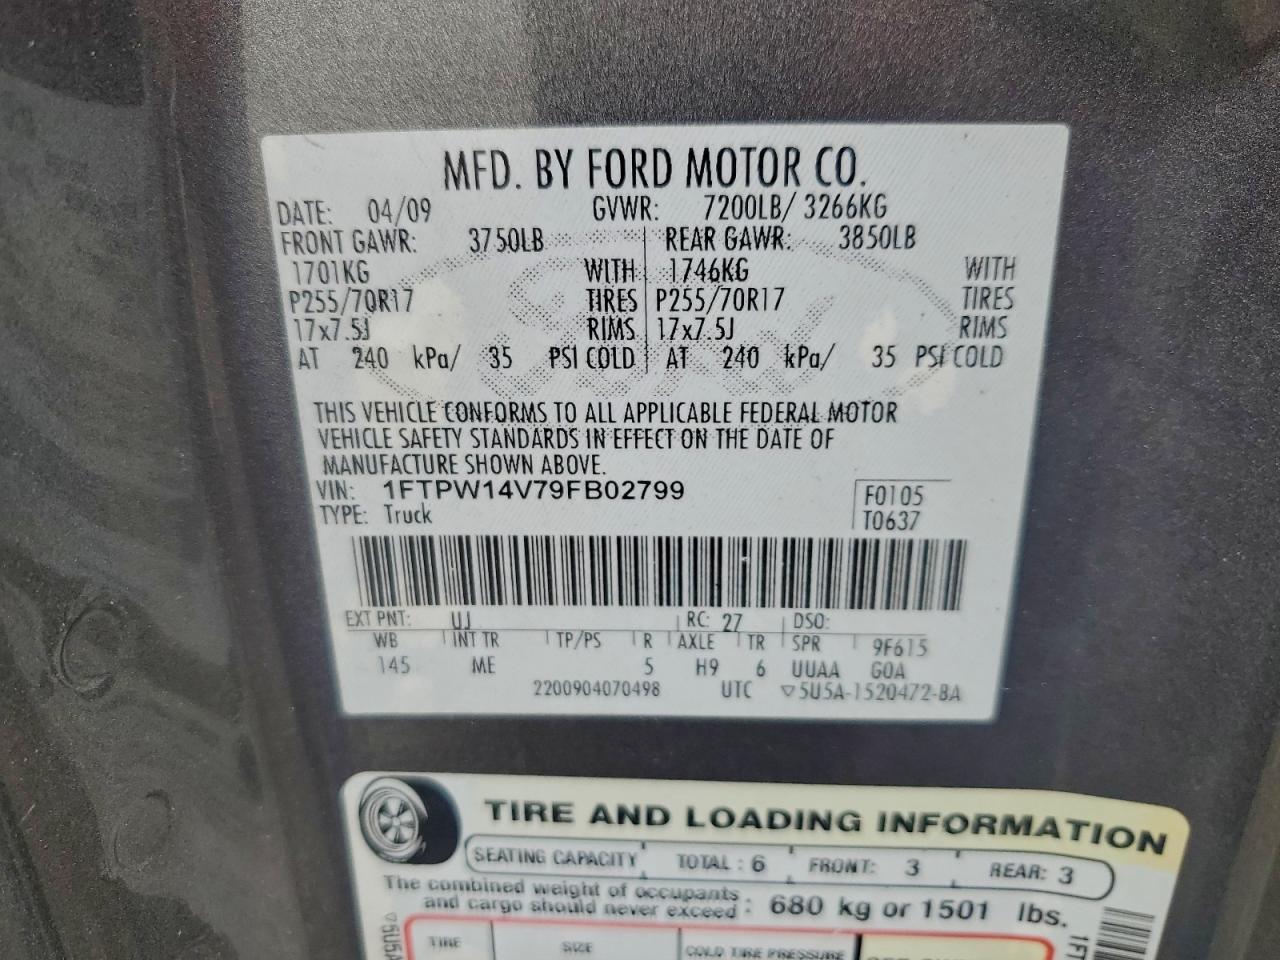 MFD. BY FORD MOTOR CO.
DATE: 04/09 GVWR: 7200LB/ 3266KG
FRONT GAWR: 3750LB REAR GAWR: 3850LB
1701KG WITH 1746KG WITH
P255/70R17 TIRES P255/70R17 TIRES
17x7.5J RIMS 17x7.5J RIMS
AT 240 kPa/ 35 PSI COLD AT 240 kPa/ 35 PSI COLD
THIS VEHICLE CONFORMS TO ALL APPLICABLE FEDERAL MOTOR
VEHICLE SAFETY STANDARDS IN EFFECT ON THE DATE OF
MANUFACTURE SHOWN ABOVE.
VIN: 1FTPW14V79FB02799 F0105
TYPE: Truck T0637
EXT PNT: UJ RC: 27 DSO:
WB INT TR TP/PS R AXLE TR SPR 9F615
145 ME 5 H9 6 UUAA GOA
2200904070498 UTC ▽5U5A-1520472-BA
TIRE AND LOADING INFORMATION
SEATING CAPACITY TOTAL : 6 FRONT: 3 REAR: 3
The combined weight of occupants
and cargo should never exceed : 680 kg or 1501 lbs.
TIRE SIZE COLD TIRE PRESSURE